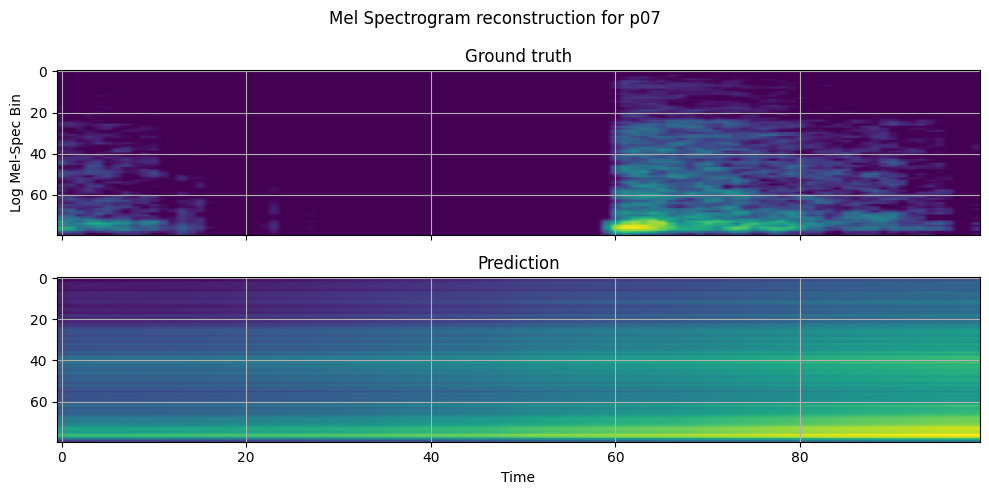 Mel Spectrogram reconstruction for p07
Ground truth
Log Mel-Spec Bin
0
20
40
60
Prediction
0
20
40
60
0 20 40 60 80
Time